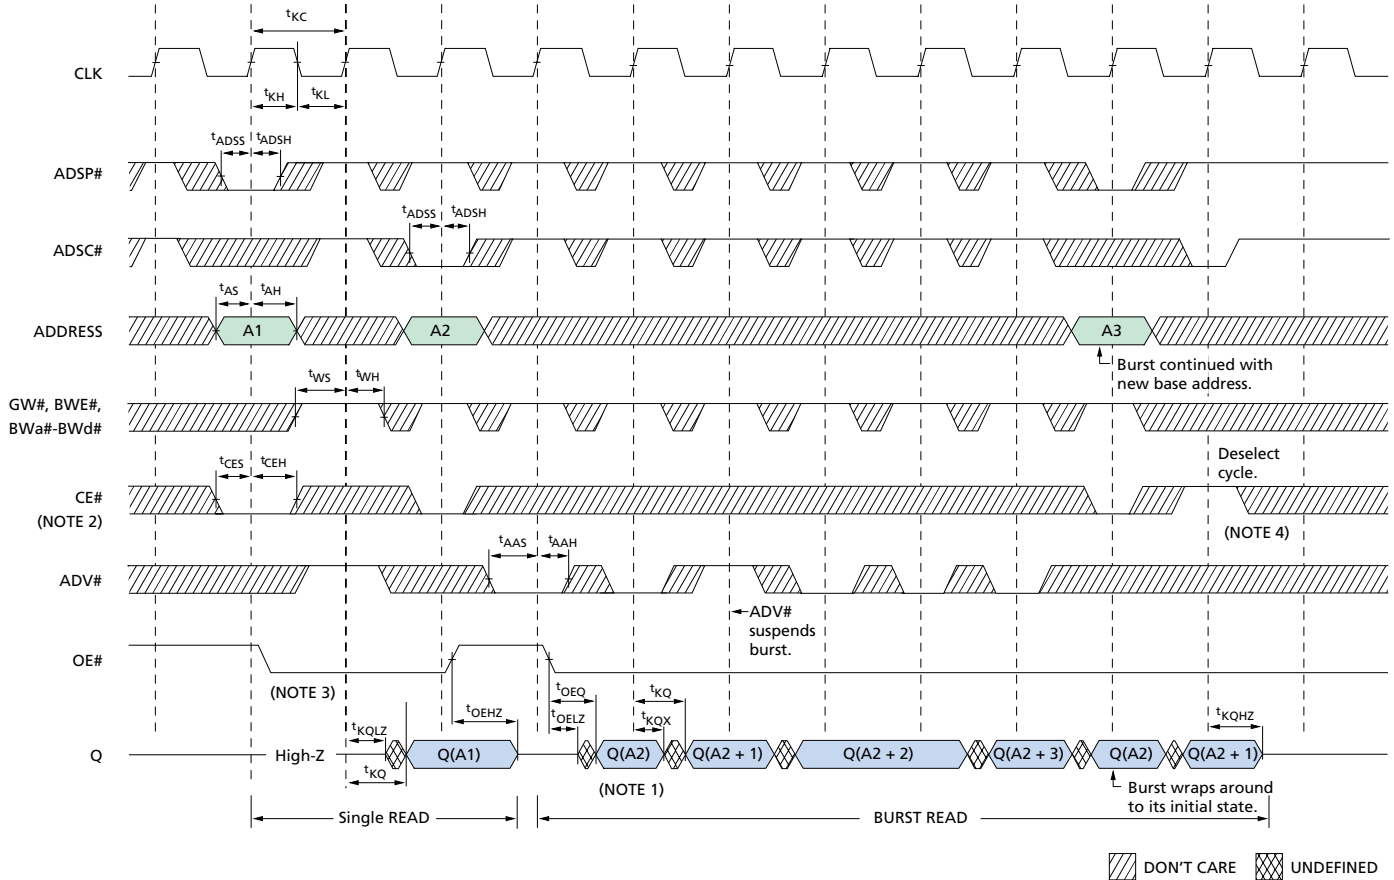 tKC
CLK
tKH
tKL
tADSS
tADSH
ADSP#
tADSS
tADSH
ADSC#
tAS
tAH
ADDRESS
A1
A2
A3
Burst continued with
new base address.
tWS
tWH
GW#, BWE#,
BWa#-BWd#
Deselect
cycle.
tCES
tCEH
CE#
(NOTE 2)
(NOTE 4)
tAAS
tAAH
ADV#
ADV#
suspends
burst.
OE#
(NOTE 3)
tOEHZ
tOEQ
tOELZ
tKQ
tKQX
tKQLZ
tKQHZ
Q
High-Z
Q(A1)
Q(A2)
Q(A2 + 1)
Q(A2 + 2)
Q(A2 + 3)
Q(A2)
Q(A2 + 1)
tKQ
(NOTE 1)
Burst wraps around
to its initial state.
Single READ
BURST READ
DON'T CARE
UNDEFINED